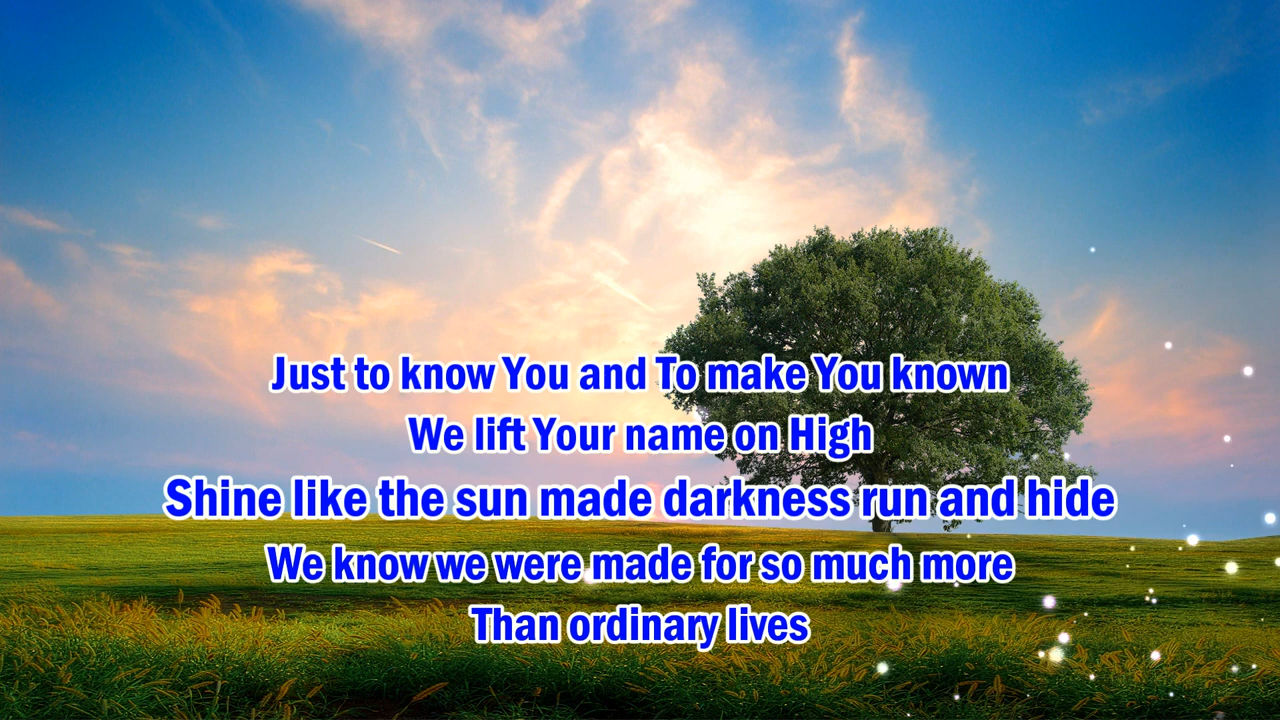 Just to know You and To make You known
We lift Your name on High
Shine like the sun made darkness run and hide
We know we were made for so much more
Than ordinary lives